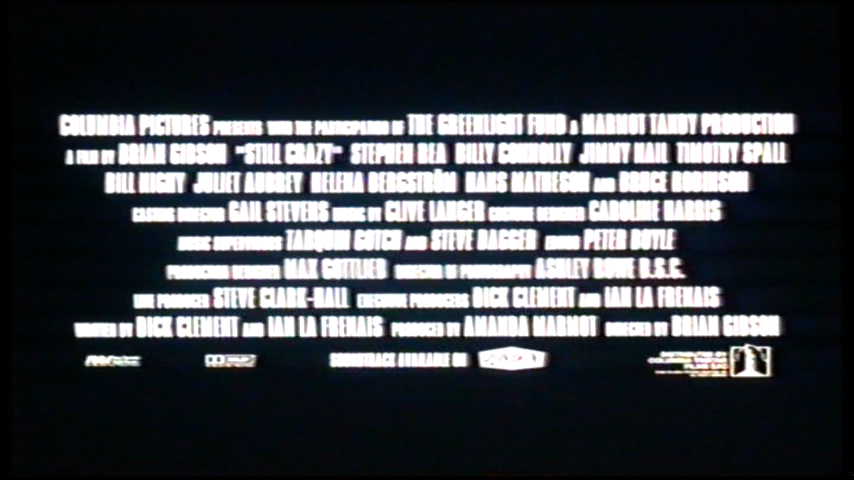 COLUMBIA PICTURES PRESENTS WITH THE PARTICIPATION OF THE GREENLIGHT FUND A MARMOT TANDY PRODUCTION
A FILM BY BRIAN GIBSON "STILL CRAZY" STEPHEN REA BILLY CONNOLLY JIMMY NAIL TIMOTHY SPALL
BILL NIGHY JULIET AUBREY HELENA BERGSTRÖM HANS MATHESON AND BRUCE ROBINSON
CASTING DIRECTOR GAIL STEVENS MUSIC BY CLIVE LANGER COSTUME DESIGNER CAROLINE HARRIS
MUSIC SUPERVISORS TARQUIN GOTCH AND STEVE DAGGER EDITOR PETER BOYLE
PRODUCTION DESIGNER MAX GOTTLIEB DIRECTOR OF PHOTOGRAPHY ASHLEY ROWE B.S.C.
LINE PRODUCER STEVE CLARK-HALL EXECUTIVE PRODUCERS DICK CLEMENT AND IAN LA FRENAIS
WRITTEN BY DICK CLEMENT AND IAN LA FRENAIS PRODUCED BY AMANDA MARMOT DIRECTED BY BRIAN GIBSON
DOLBY SOUNDTRACK AVAILABLE ON
DISTRIBUTED BY
COLUMBIA TRISTAR